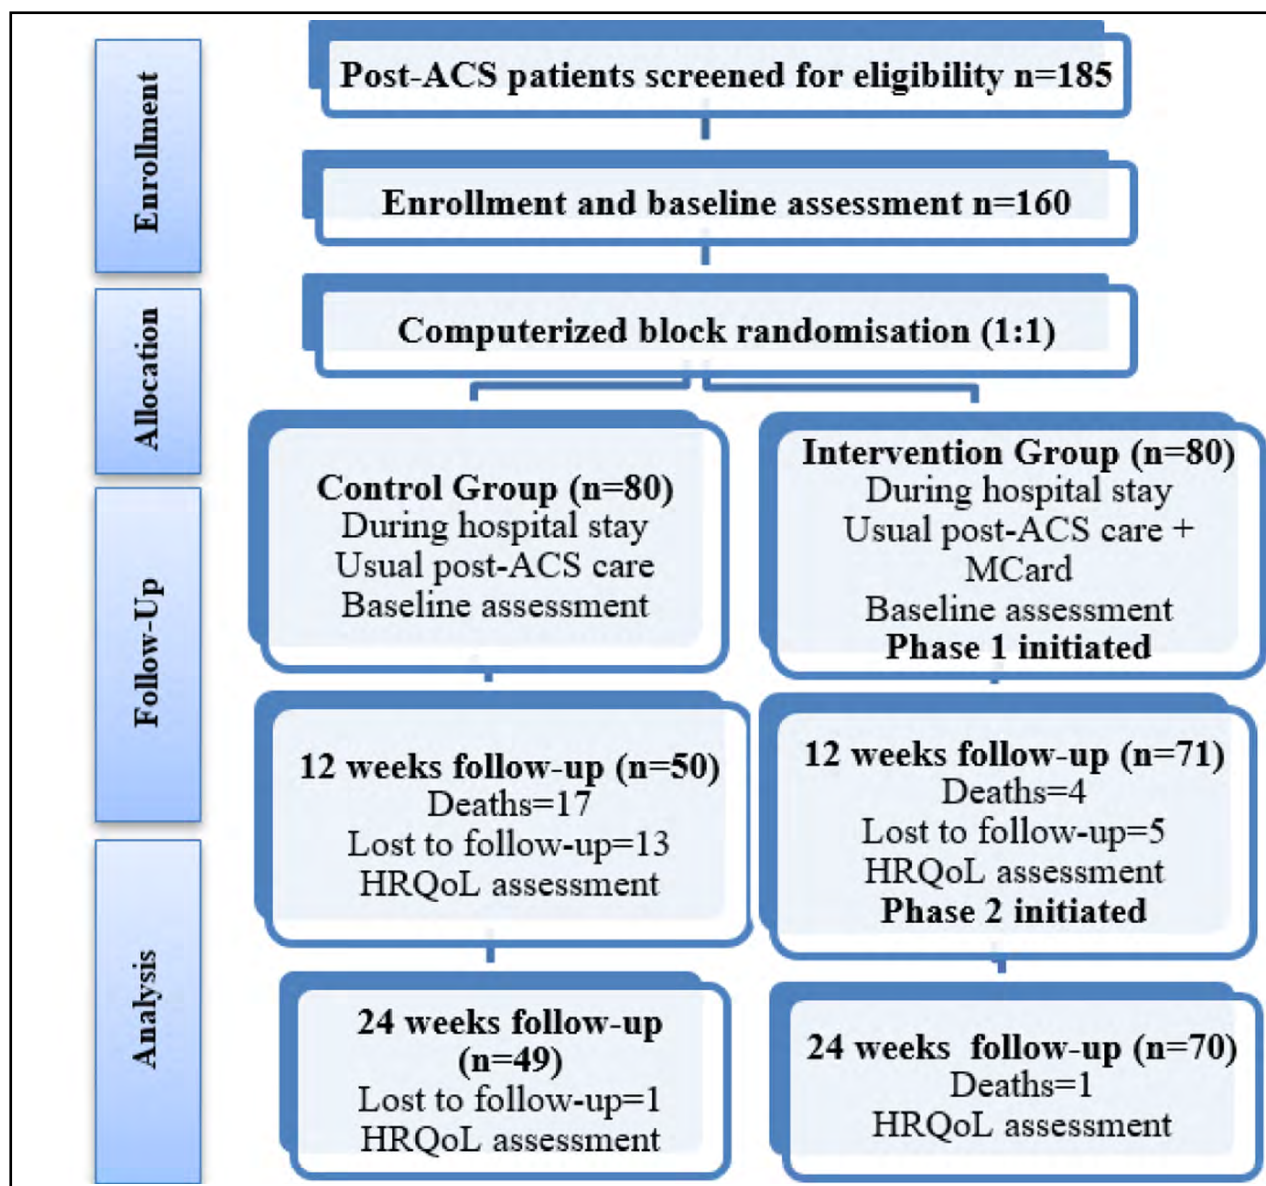 Enrollment
Post-ACS patients screened for eligibility n=185
Enrollment and baseline assessment n=160
Allocation
Computerized block randomisation (1:1)
Control Group (n=80)
During hospital stay
Usual post-ACS care
Baseline assessment
Intervention Group (n=80)
During hospital stay
Usual post-ACS care +
MCard
Baseline assessment
Phase 1 initiated
Follow-Up
12 weeks follow-up (n=50)
Deaths=17
Lost to follow-up=13
HRQoL assessment
12 weeks follow-up (n=71)
Deaths=4
Lost to follow-up=5
HRQoL assessment
Phase 2 initiated
Analysis
24 weeks follow-up
(n=49)
Lost to follow-up=1
HRQoL assessment
24 weeks follow-up (n=70)
Deaths=1
HRQoL assessment